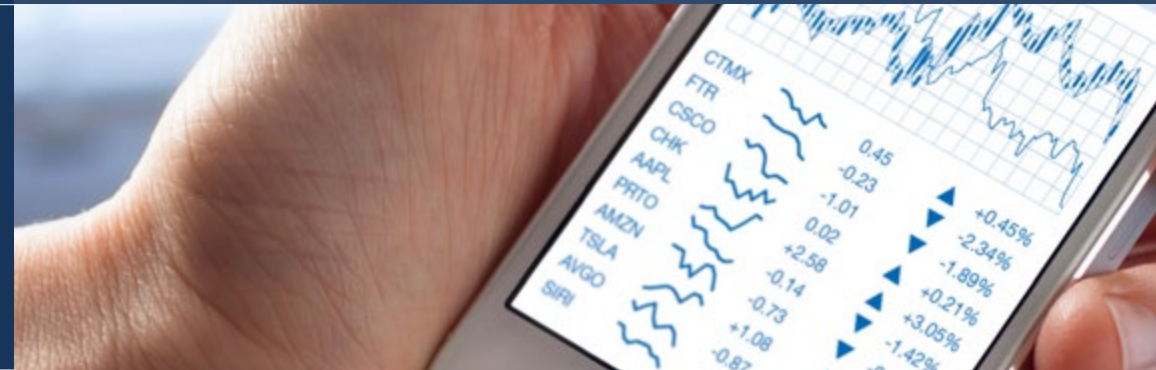 CTMX 0.45 ▲ +0.45%
FTR -0.23 ▼ -2.34%
CSCO -1.01 ▼ -1.89%
CHK 0.02 ▲ +0.21%
AAPL +2.58 ▲ +3.05%
PRTO -0.14 ▼ -1.42%
AMZN -0.73 ▼
TSLA +1.08
AVGO -0.87
SIRI